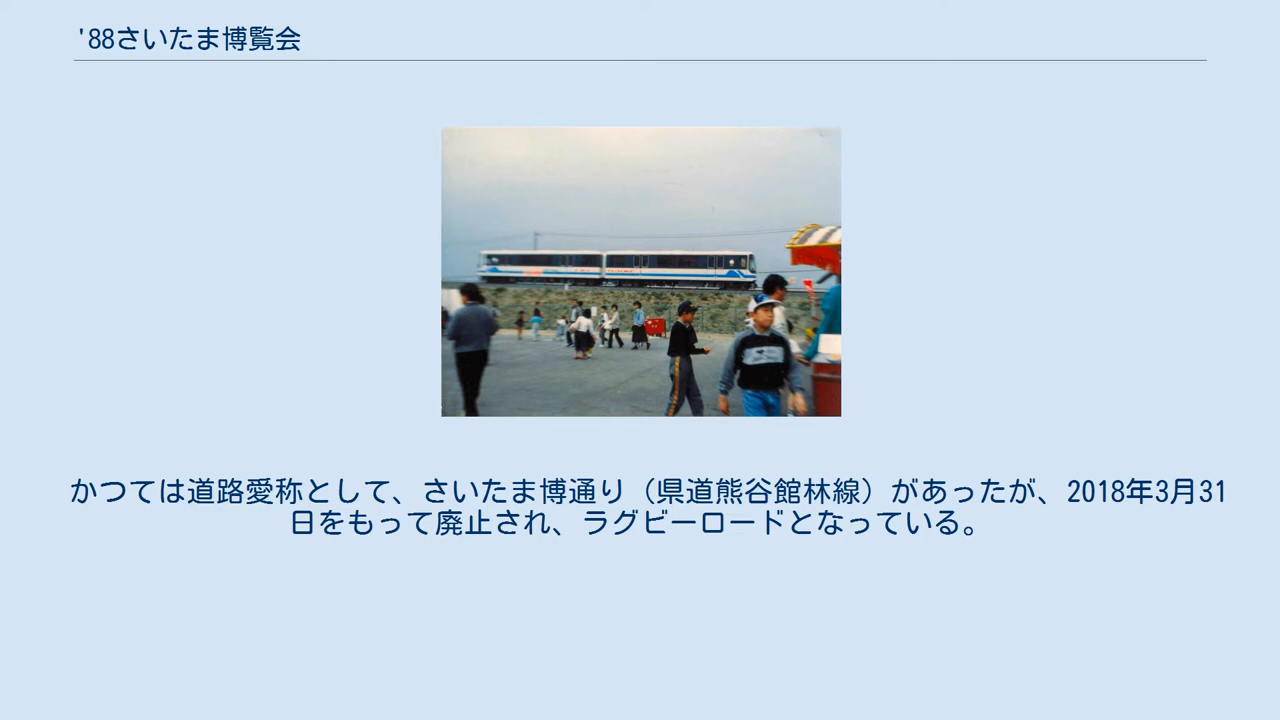 '88さいたま博覧会
かつては道路愛称として、さいたま博通り（県道熊谷館林線）があったが、2018年3月31
日をもって廃止され、ラグビーロードとなっている。